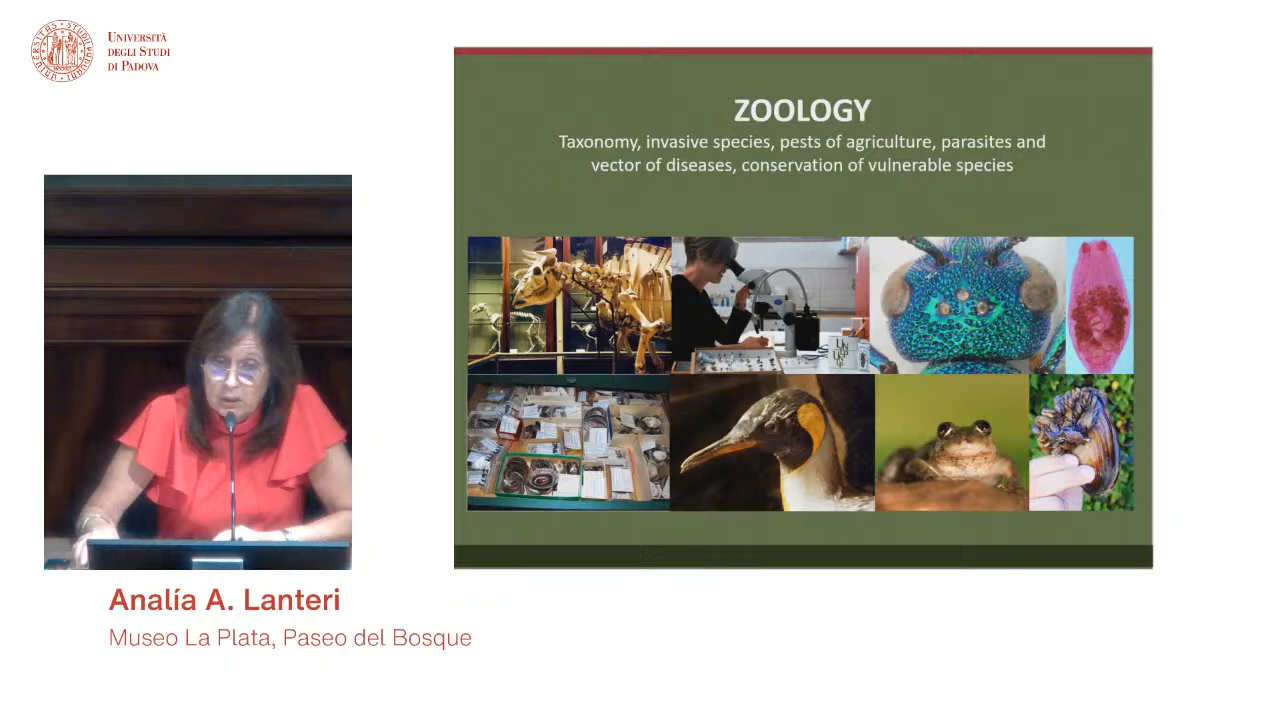 UNIVERSITÀ
DEGLI STUDI
DI PADOVA
ZOOLOGY
Taxonomy, invasive species, pests of agriculture, parasites and
vector of diseases, conservation of vulnerable species
Analía A. Lanteri
Museo La Plata, Paseo del Bosque